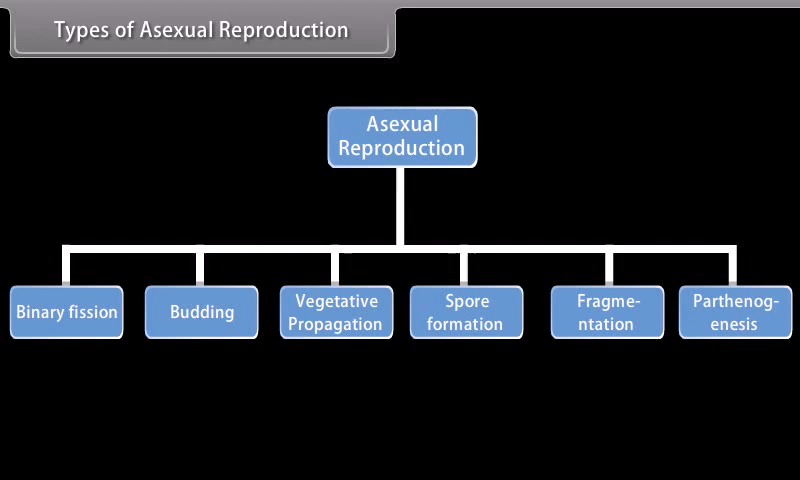 Types of Asexual Reproduction
Asexual
Reproduction
Binary fission
Budding
Vegetative
Propagation
Spore
formation
Fragme-
ntation
Parthenog-
enesis